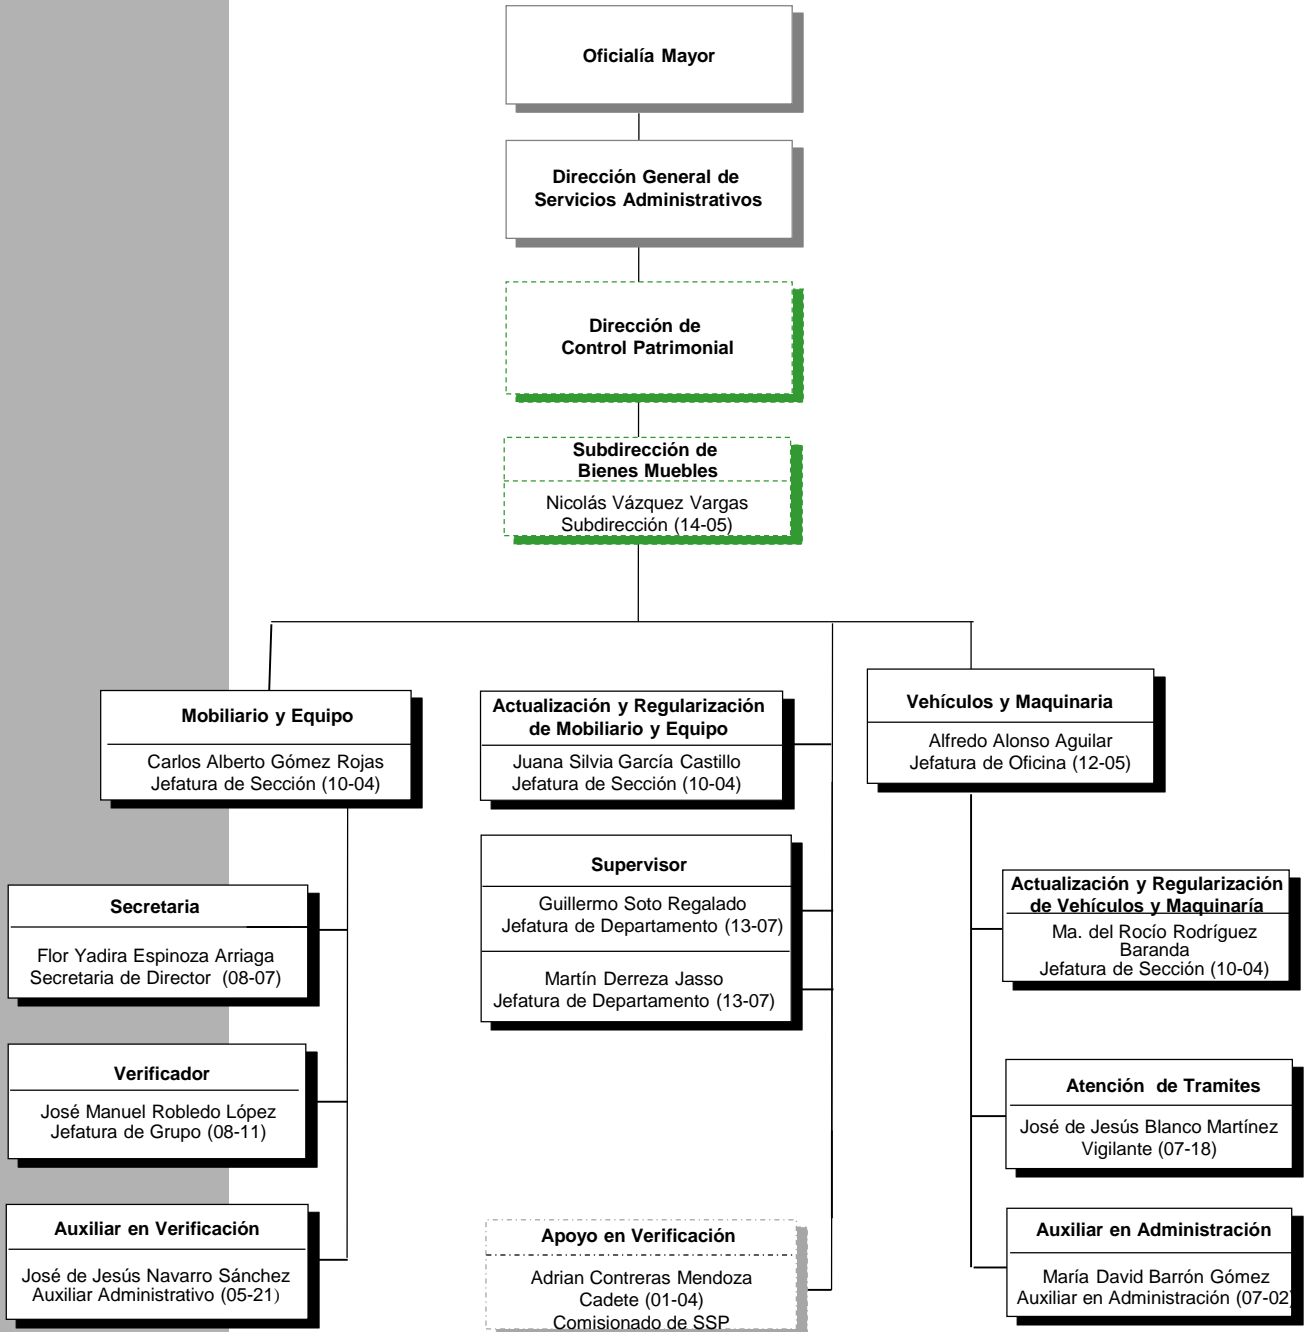 Oficialía Mayor
Dirección General de
Servicios Administrativos
Dirección de
Control Patrimonial
Subdirección de
Bienes Muebles
Nicolás Vázquez Vargas
Subdirección (14-05)
Mobiliario y Equipo
Carlos Alberto Gómez Rojas
Jefatura de Sección (10-04)
Secretaria
Flor Yadira Espinoza Arriaga
Secretaria de Director (08-07)
Verificador
José Manuel Robledo López
Jefatura de Grupo (08-11)
Auxiliar en Verificación
José de Jesús Navarro Sánchez
Auxiliar Administrativo (05-21)
Actualización y Regularización
de Mobiliario y Equipo
Juana Silvia García Castillo
Jefatura de Sección (10-04)
Supervisor
Guillermo Soto Regalado
Jefatura de Departamento (13-07)
Martín Derreza Jasso
Jefatura de Departamento (13-07)
Apoyo en Verificación
Adrian Contreras Mendoza
Cadete (01-04)
Comisionado de SSP
Vehículos y Maquinaria
Alfredo Alonso Aguilar
Jefatura de Oficina (12-05)
Actualización y Regularización
de Vehículos y Maquinaría
Ma. del Rocío Rodríguez
Baranda
Jefatura de Sección (10-04)
Atención de Tramites
José de Jesús Blanco Martínez
Vigilante (07-18)
Auxiliar en Administración
María David Barrón Gómez
Auxiliar en Administración (07-02)